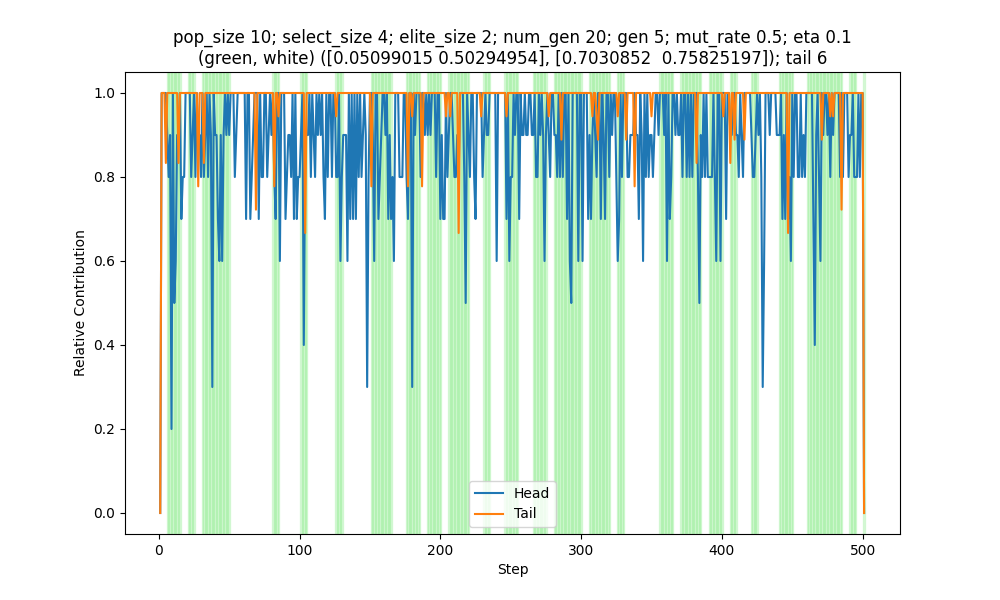 pop_size 10; select_size 4; elite_size 2; num_gen 20; gen 5; mut_rate 0.5; eta 0.1
(green, white) ([0.05099015 0.50294954], [0.7030852  0.75825197]); tail 6
Relative Contribution
1.0
0.8
0.6
0.4
0.2
0.0
Head
Tail
0 100 200 300 400 500
Step